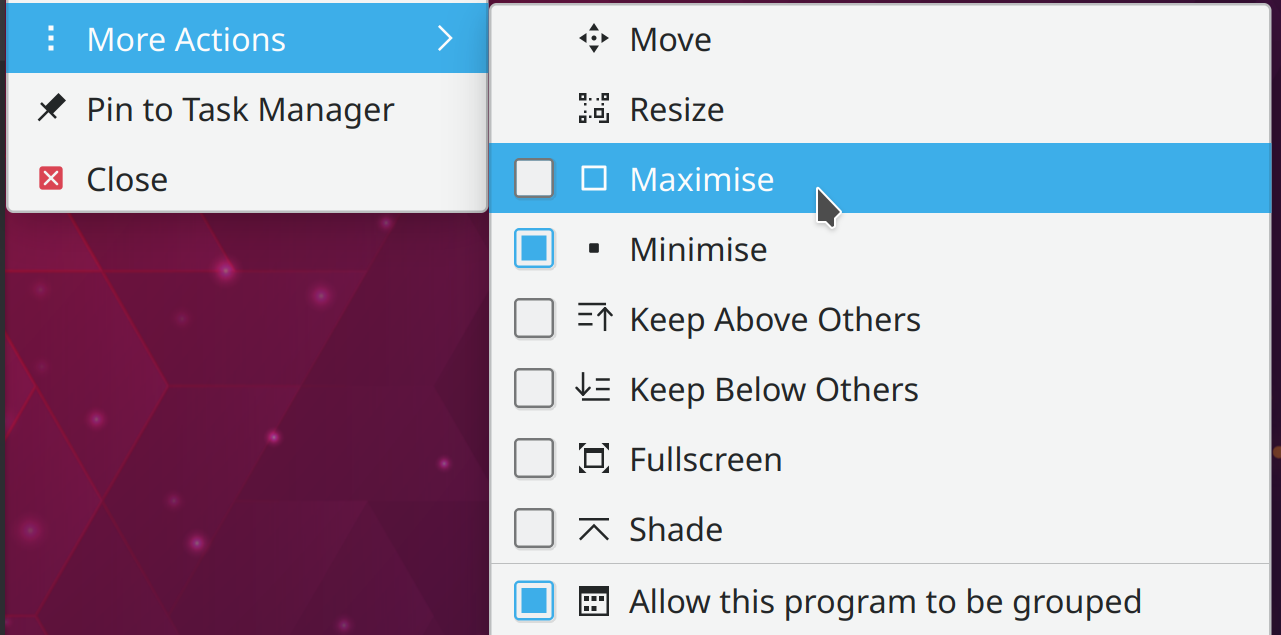 More Actions
Pin to Task Manager
Close
Move
Resize
Maximise
Minimise
Keep Above Others
Keep Below Others
Fullscreen
Shade
Allow this program to be grouped